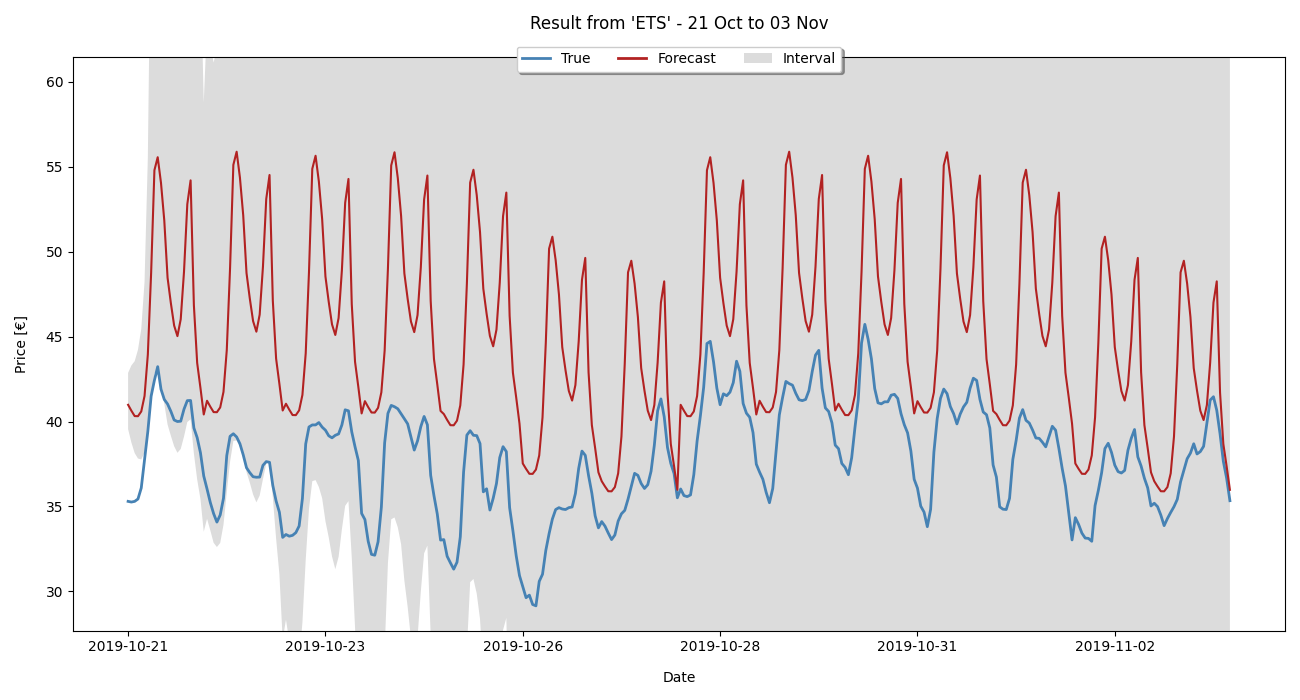 Result from 'ETS' - 21 Oct to 03 Nov
True Forecast Interval
60
55
50
45
40
35
30
Price [€]
2019-10-21 2019-10-23 2019-10-26 2019-10-28 2019-10-31 2019-11-02
Date